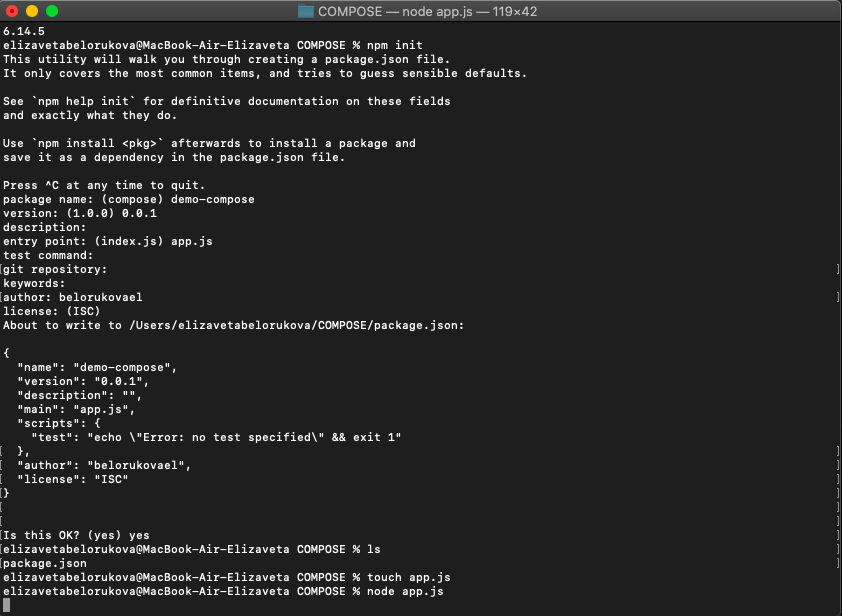 COMPOSE — node app.js — 119×42
6.14.5
elizavetabelorukova@MacBook-Air-Elizaveta COMPOSE % npm init
This utility will walk you through creating a package.json file.
It only covers the most common items, and tries to guess sensible defaults.
See `npm help init` for definitive documentation on these fields
and exactly what they do.
Use `npm install <pkg>` afterwards to install a package and
save it as a dependency in the package.json file.
Press ^C at any time to quit.
package name: (compose) demo-compose
version: (1.0.0) 0.0.1
description:
entry point: (index.js) app.js
test command:
[git repository: ]
keywords:
[author: belorukovael ]
license: (ISC)
About to write to /Users/elizavetabelorukova/COMPOSE/package.json:
{
  "name": "demo-compose",
  "version": "0.0.1",
  "description": "",
  "main": "app.js",
  "scripts": {
    "test": "echo \"Error: no test specified\" && exit 1"
[ }, ]
[ "author": "belorukovael", ]
[ "license": "ISC" ]
[} ]
[ ]
[ ]
[Is this OK? (yes) yes ]
[elizavetabelorukova@MacBook-Air-Elizaveta COMPOSE % ls ]
[package.json ]
elizavetabelorukova@MacBook-Air-Elizaveta COMPOSE % touch app.js
elizavetabelorukova@MacBook-Air-Elizaveta COMPOSE % node app.js